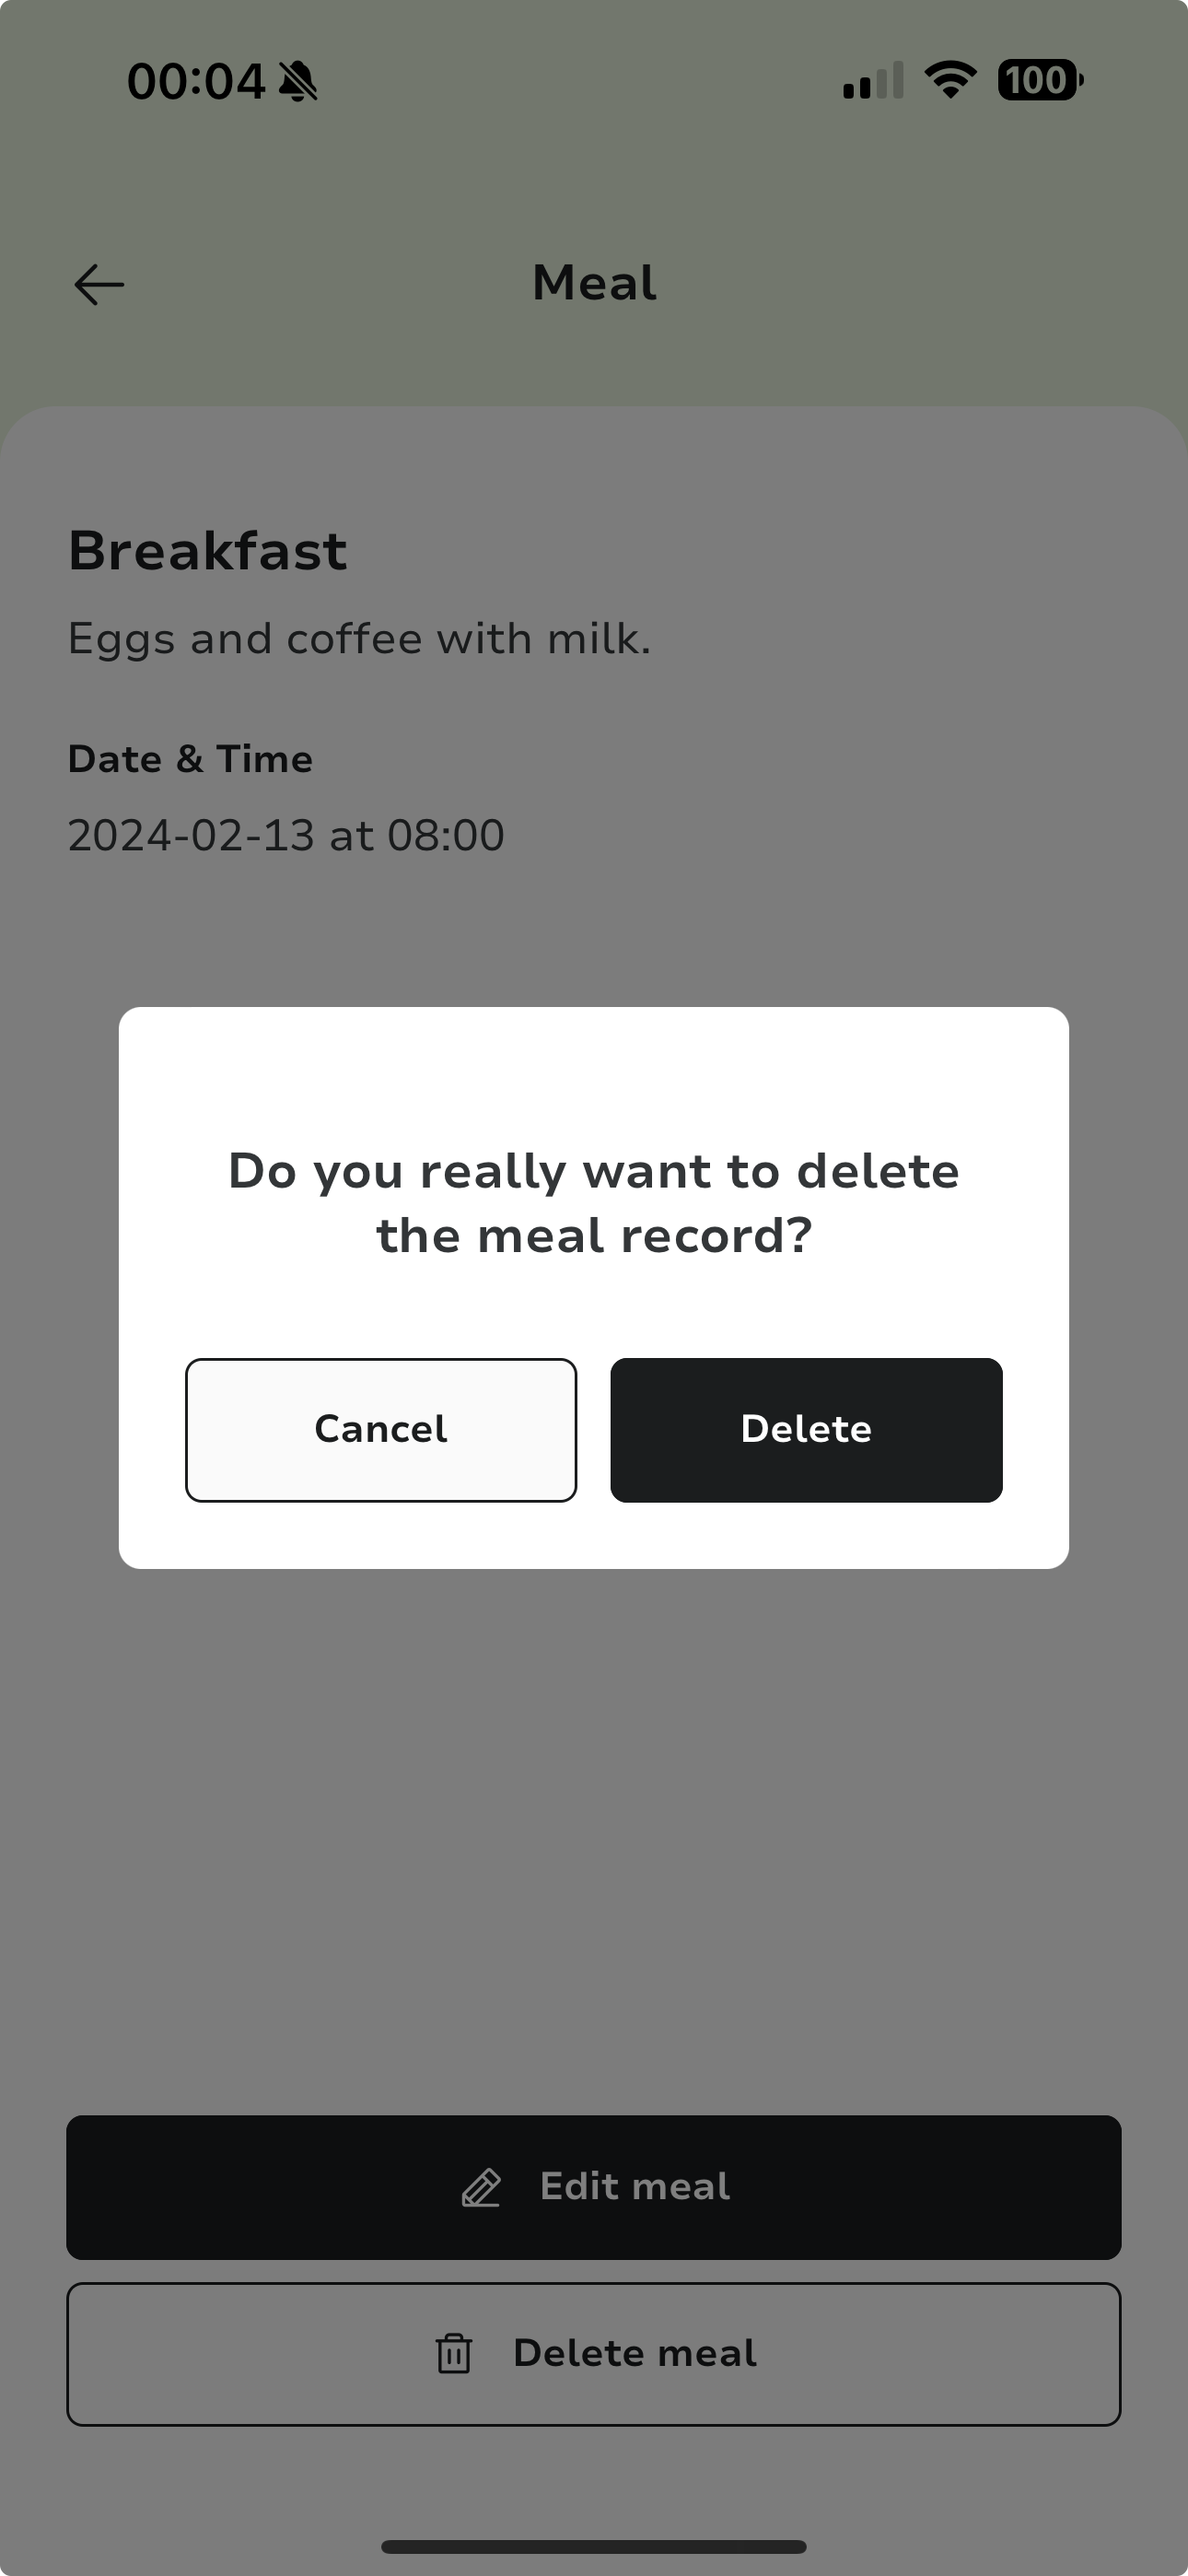 00:04
100
Meal
Breakfast
Eggs and coffee with milk.
Date & Time
2024-02-13 at 08:00
Do you really want to delete
the meal record?
Cancel
Delete
Edit meal
Delete meal